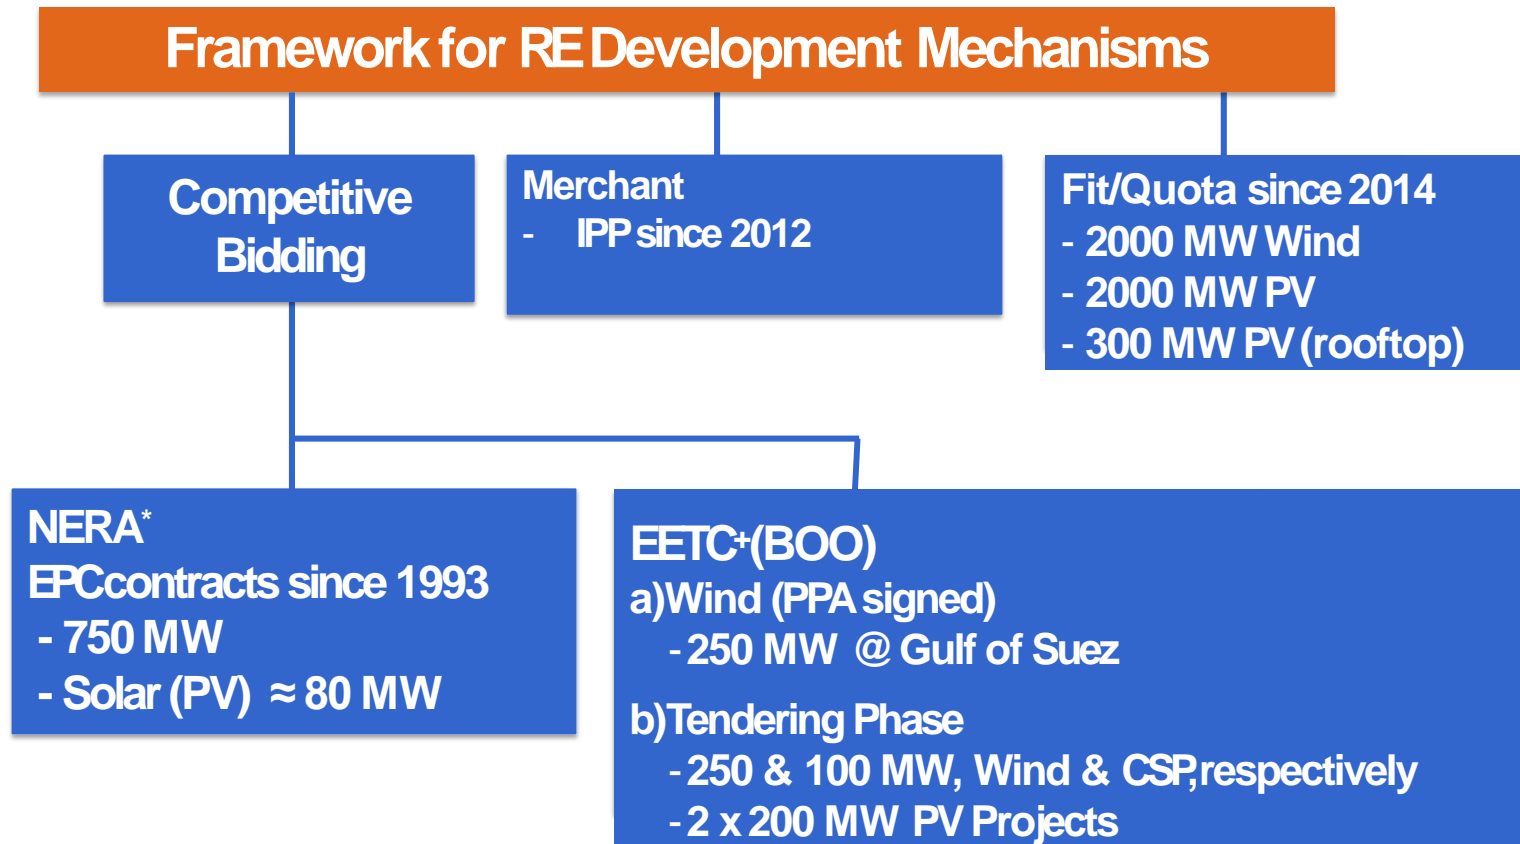 Framework for RE Development Mechanisms
Competitive
Bidding
Merchant
- IPP since 2012
Fit/Quota since 2014
- 2000 MW Wind
- 2000 MW PV
- 300 MW PV (rooftop)
NERA*
EPC contracts since 1993
- 750 MW
- Solar (PV) ≈ 80 MW
EETC+(BOO)
a)Wind (PPA signed)
- 250 MW @ Gulf of Suez
b)Tendering Phase
- 250 & 100 MW, Wind & CSP, respectively
- 2 x 200 MW PV Projects